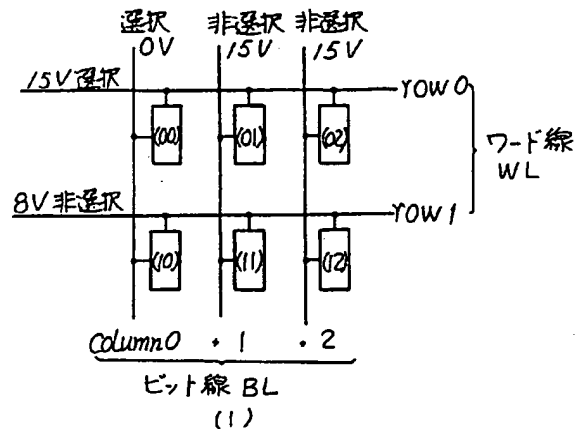 選択 非選択 非選択
0V 15V 15V
15V選択 row 0
(00) (01) (02)
ワード線
WL
8V非選択 row 1
(10) (11) (12)
Column 0 〃 1 〃 2
ビット線 BL
(1)